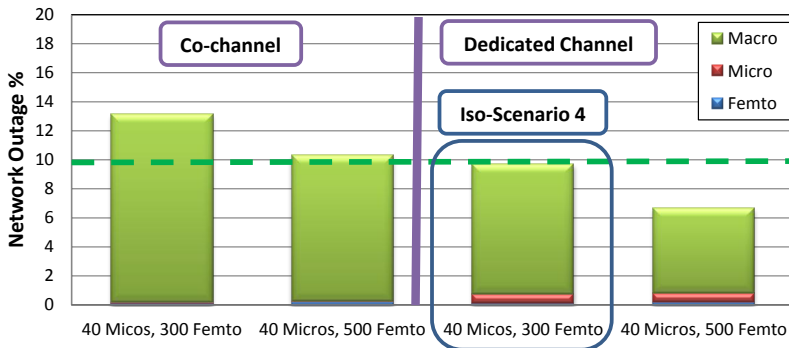 Network Outage %
20
18
16
14
12
10
8
6
4
2
0
Co-channel
Dedicated Channel
Macro
Micro
Femto
Iso-Scenario 4
40 Micos, 300 Femto
40 Micros, 500 Femto
40 Micos, 300 Femto
40 Micros, 500 Femto